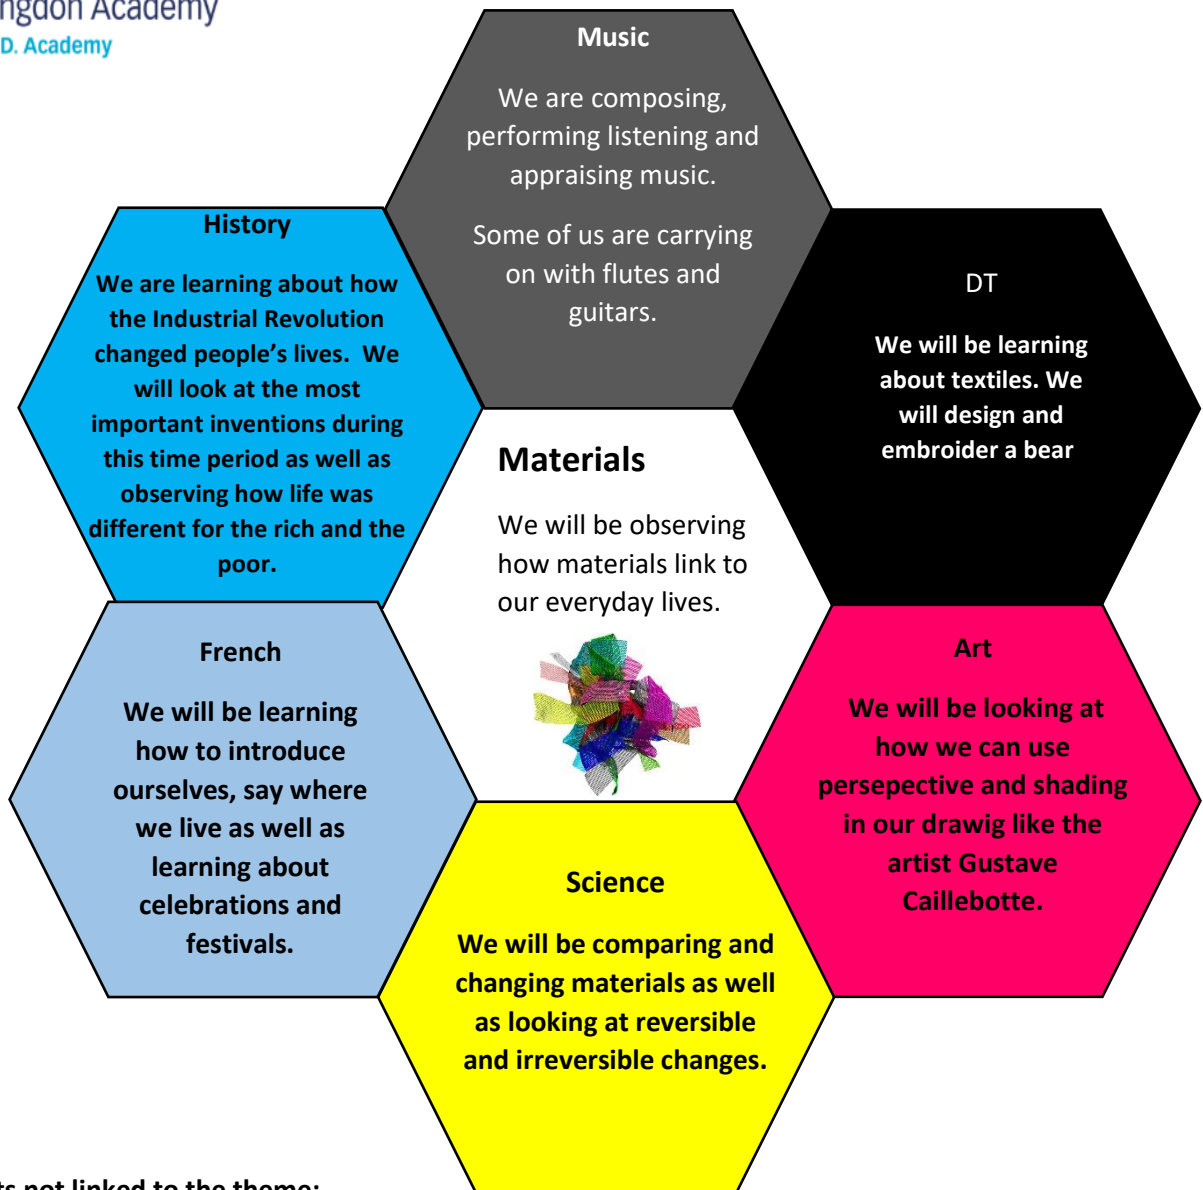 ngdon Academy
D. Academy
Music
We are composing,
performing listening and
appraising music.
Some of us are carrying
on with flutes and
guitars.
History
We are learning about how
the Industrial Revolution
changed people’s lives.  We
will look at the most
important inventions during
this time period as well as
observing how life was
different for the rich and the
poor.
DT
We will be learning
about textiles. We
will design and
embroider a bear
Materials
We will be observing
how materials link to
our everyday lives.
French
We will be learning
how to introduce
ourselves, say where
we live as well as
learning about
celebrations and
festivals.
Art
We will be looking at
how we can use
persepective and shading
in our drawig like the
artist Gustave
Caillebotte.
Science
We will be comparing and
changing materials as well
as looking at reversible
and irreversible changes.
ts not linked to the theme: